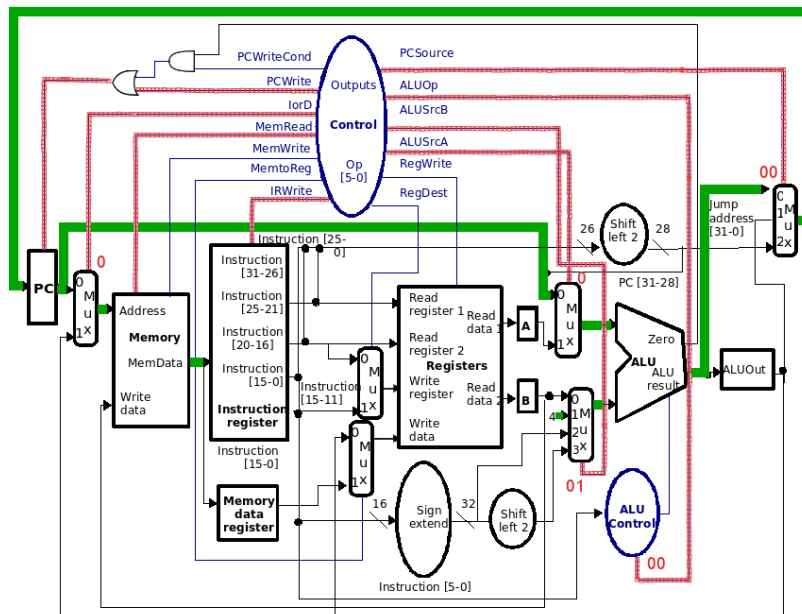 PCWriteCond
PCSource
PCWrite
Outputs
ALUOp
IorD
ALUSrcB
MemRead
Control
MemWrite
ALUSrcA
MemtoReg
Op
[5-0]
RegWrite
IRWrite
RegDest
00
0
1
2
M
u
x
Jump
address
[31-0]
26
Shift
left 2
28
Instruction [25-
0]
PC [31-28]
PC
0
0
M
u
x
1
Address
Memory
MemData
Write
data
Instruction
[31-26]
Instruction
[25-21]
Instruction
[20-16]
Instruction
[15-0]
Instruction
register
Instruction
[15-0]
Instruction
[15-11]
0
M
u
x
1
0
M
u
x
1
Read
register 1
Read
register 2
Registers
Write
register
Write
data
Read
data 1
Read
data 2
A
B
0
0
M
u
x
1
4
0
1
2
3
M
u
x
01
Zero
ALU
ALU
result
ALUOut
Memory
data
register
16
Sign
extend
32
Shift
left 2
ALU
Control
00
Instruction [5-0]